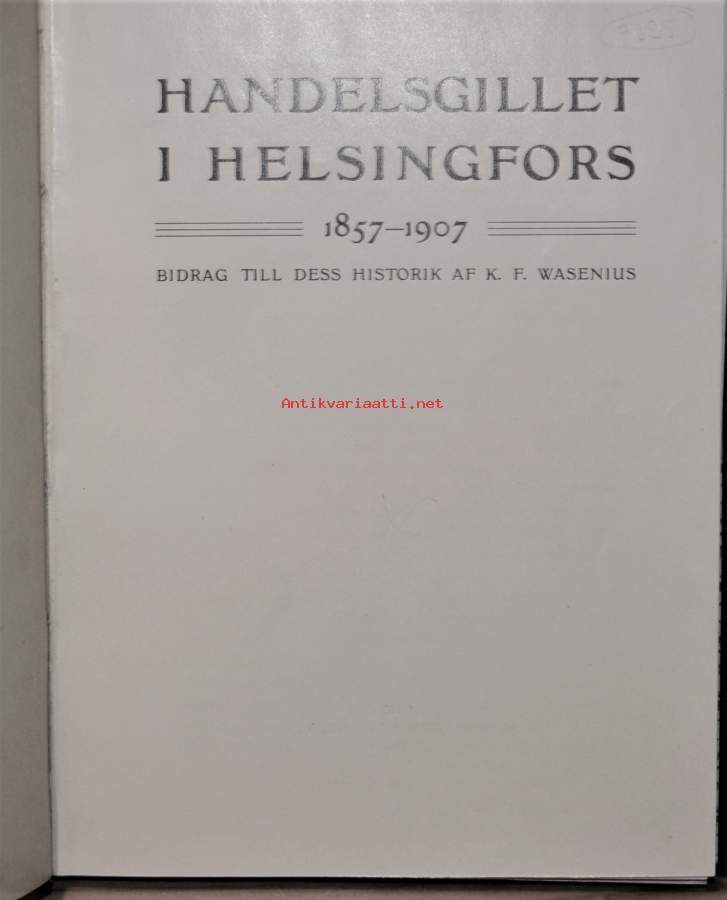 HANDELSGILLET
I HELSINGFORS
1857—1907
BIDRAG TILL DESS HISTORIK AF K. F. WASENIUS
Antikvariaatti.net